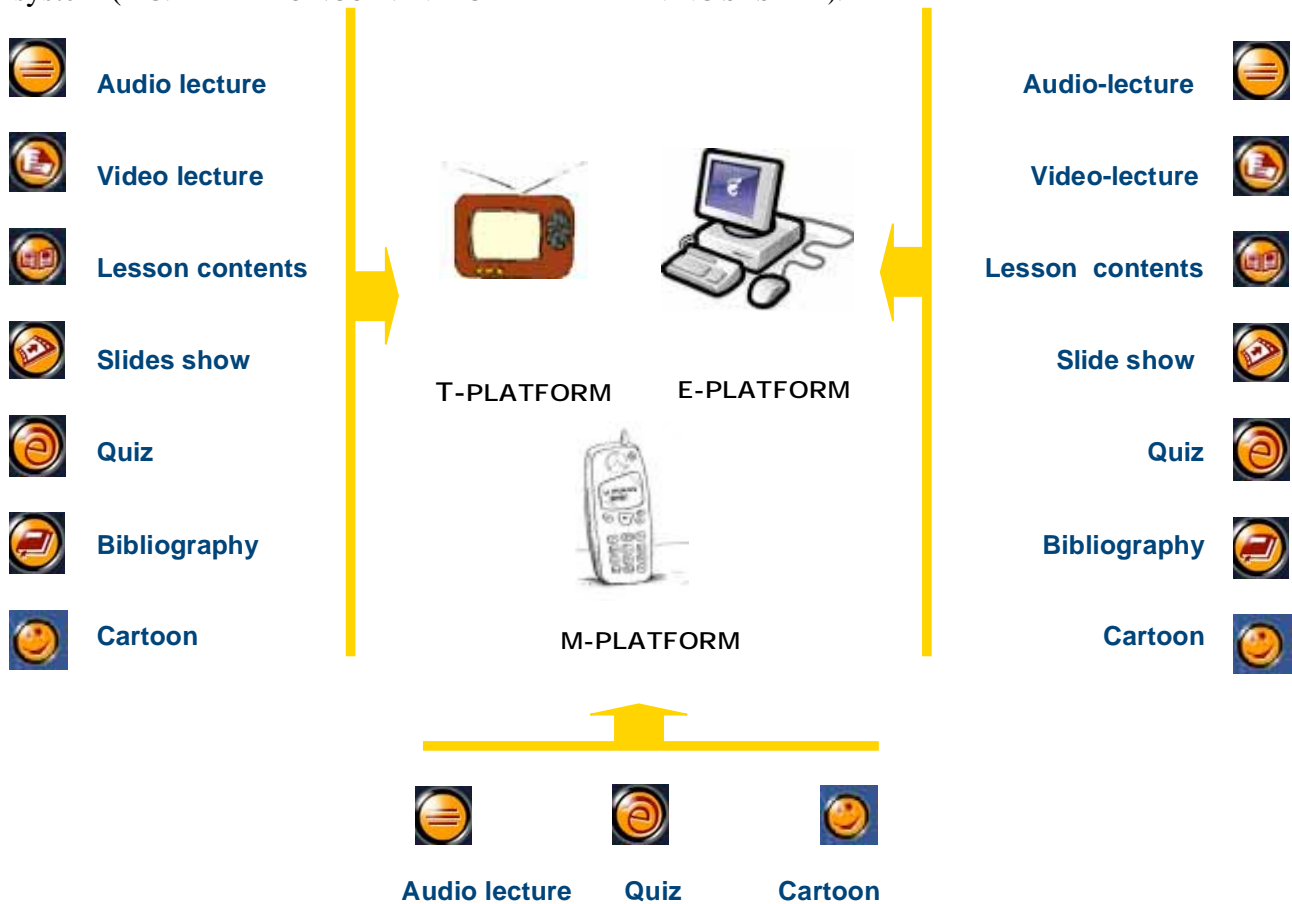 Audio lecture
Video lecture
Lesson contents
Slides show
Quiz
Bibliography
Cartoon
T-PLATFORM
E-PLATFORM
M-PLATFORM
Audio-lecture
Video-lecture
Lesson contents
Slide show
Quiz
Bibliography
Cartoon
Audio lecture Quiz Cartoon